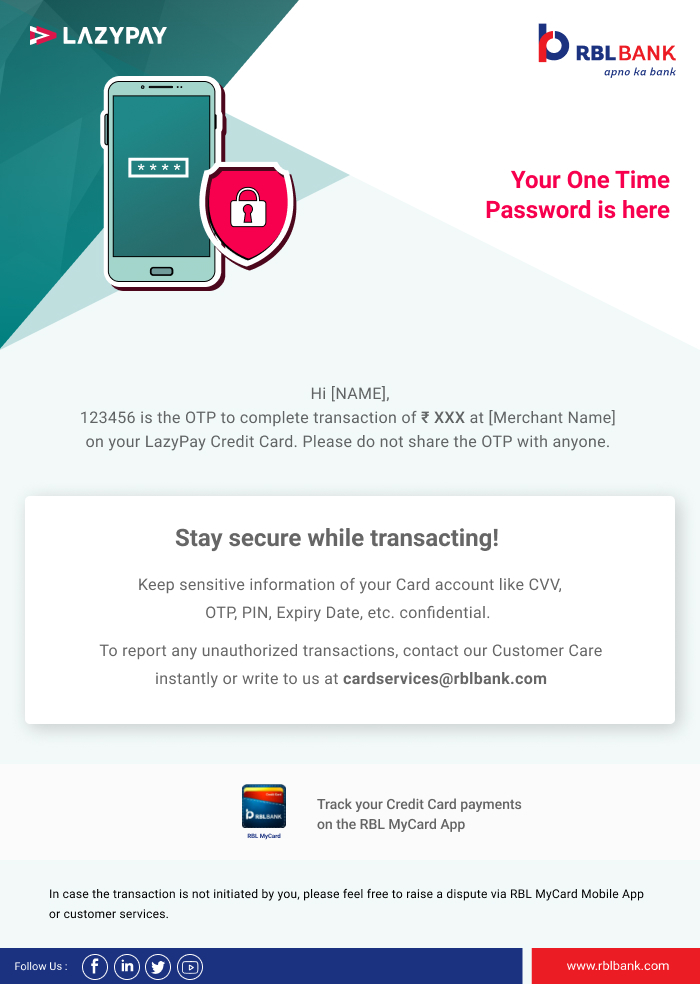 LAZYPAY
RBLBANK
apno ka bank
* * * *
Your One Time
Password is here
Hi [NAME],
123456 is the OTP to complete transaction of ₹ XXX at [Merchant Name]
on your LazyPay Credit Card. Please do not share the OTP with anyone.
Stay secure while transacting!
Keep sensitive information of your Card account like CVV,
OTP, PIN, Expiry Date, etc. confidential.
To report any unauthorized transactions, contact our Customer Care
instantly or write to us at cardservices@rblbank.com
Credit Card
RBLBANK
RBL MyCard
Track your Credit Card payments
on the RBL MyCard App
In case the transaction is not initiated by you, please feel free to raise a dispute via RBL MyCard Mobile App
or customer services.
Follow Us :
www.rblbank.com